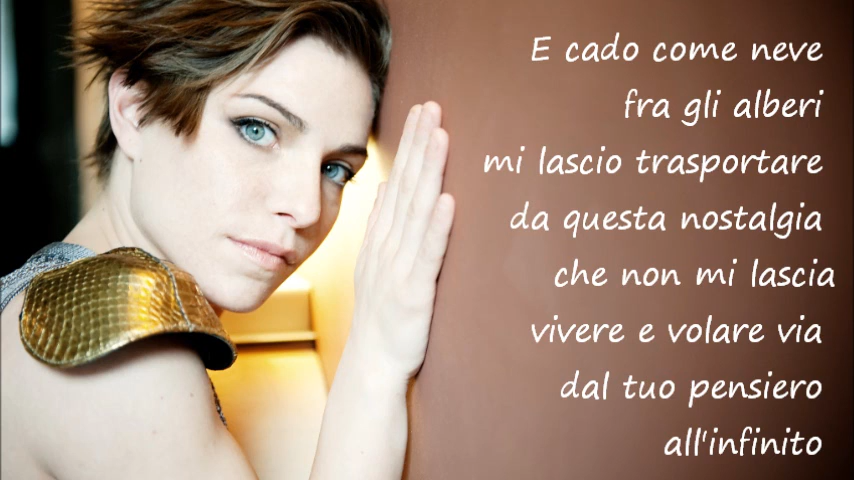 E cado come neve
fra gli alberi
mi lascio trasportare
da questa nostalgia
che non mi lascia
vivere e volare via
dal tuo pensiero
all'infinito